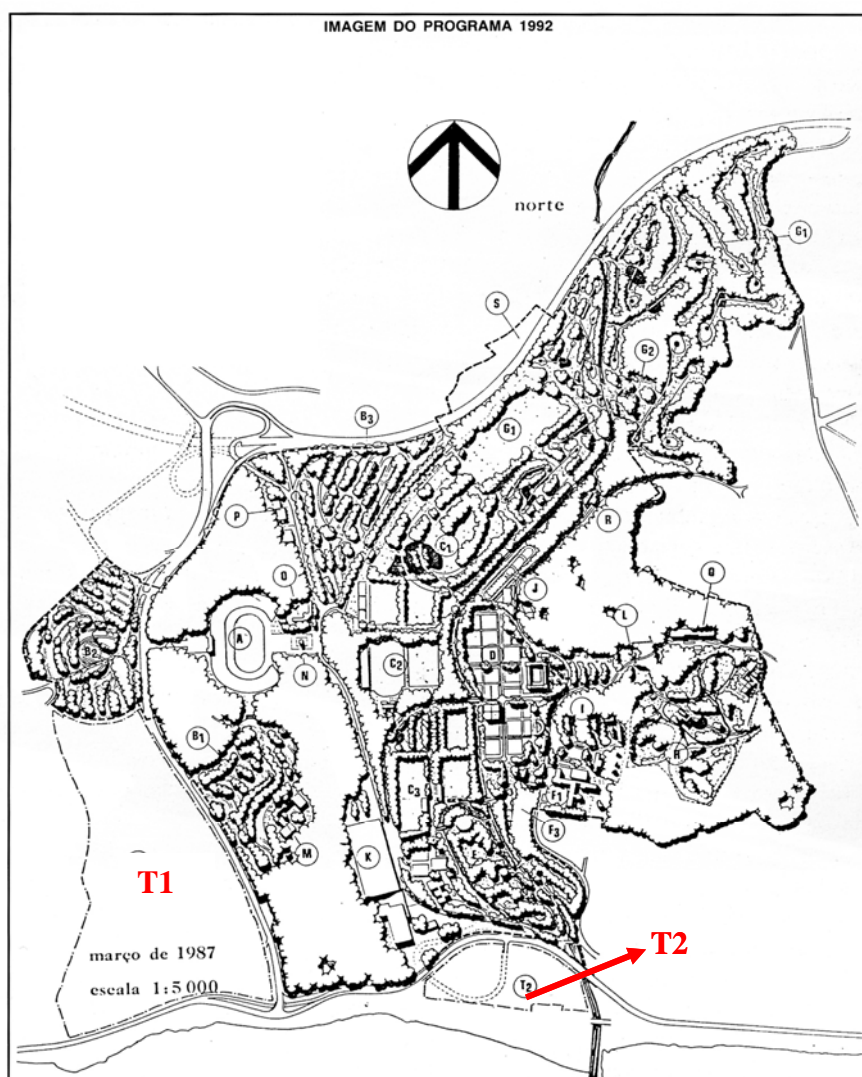 IMAGEM DO PROGRAMA 1992
norte
G1
S
G2
B3
G1
P
R
C1
O
J
Q
L
A
B2
D
C2
N
I
B1
H
C3
F1
F3
M
K
E
T1
T2
março de 1987
escala 1:5 000
T2